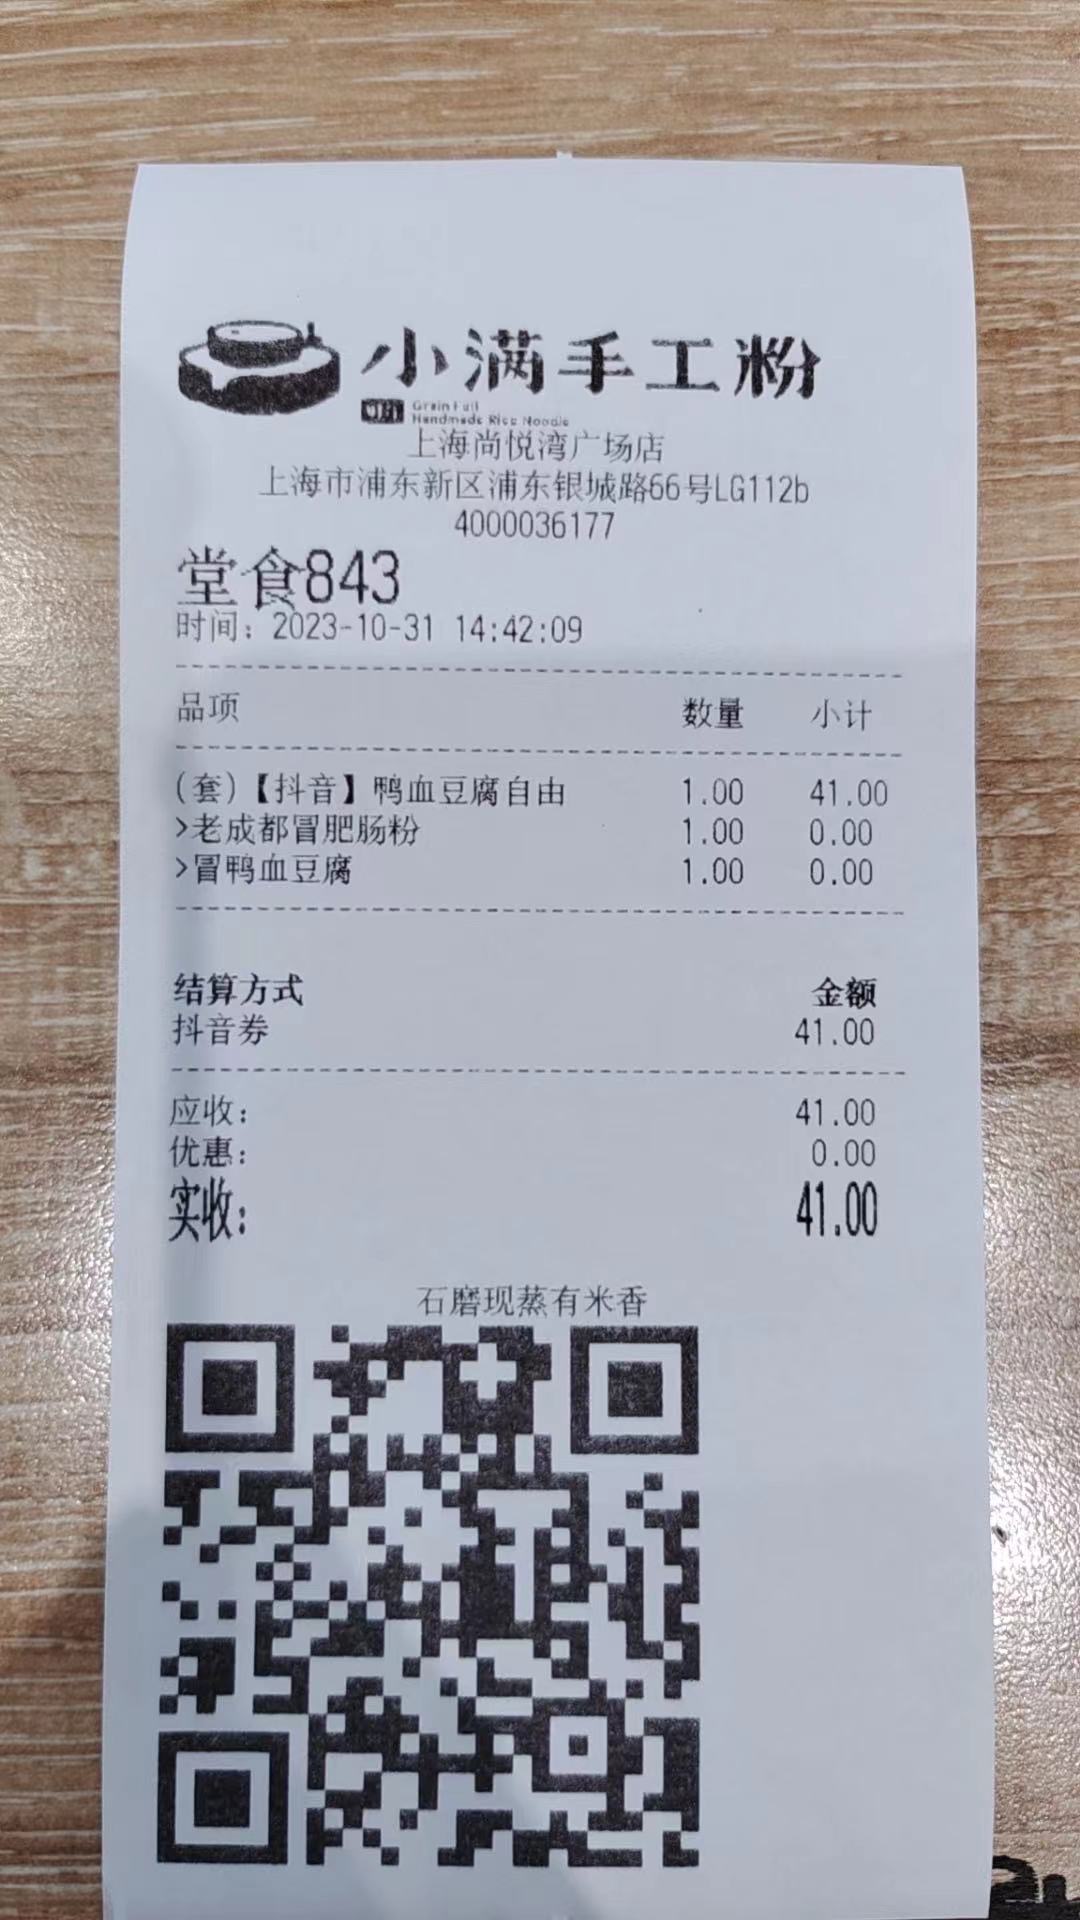 小满手工粉
Grain Full
Handmade Rice Noodle
上海尚悦湾广场店
上海市浦东新区浦东银城路66号LG112b
4000036177
堂食843
时间：2023-10-31 14:42:09
品项 数量 小计
(套)【抖音】鸭血豆腐自由 1.00 41.00
>老成都冒肥肠粉 1.00 0.00
>冒鸭血豆腐 1.00 0.00
结算方式 金额
抖音券 41.00
应收: 41.00
优惠: 0.00
实收: 41.00
石磨现蒸有米香